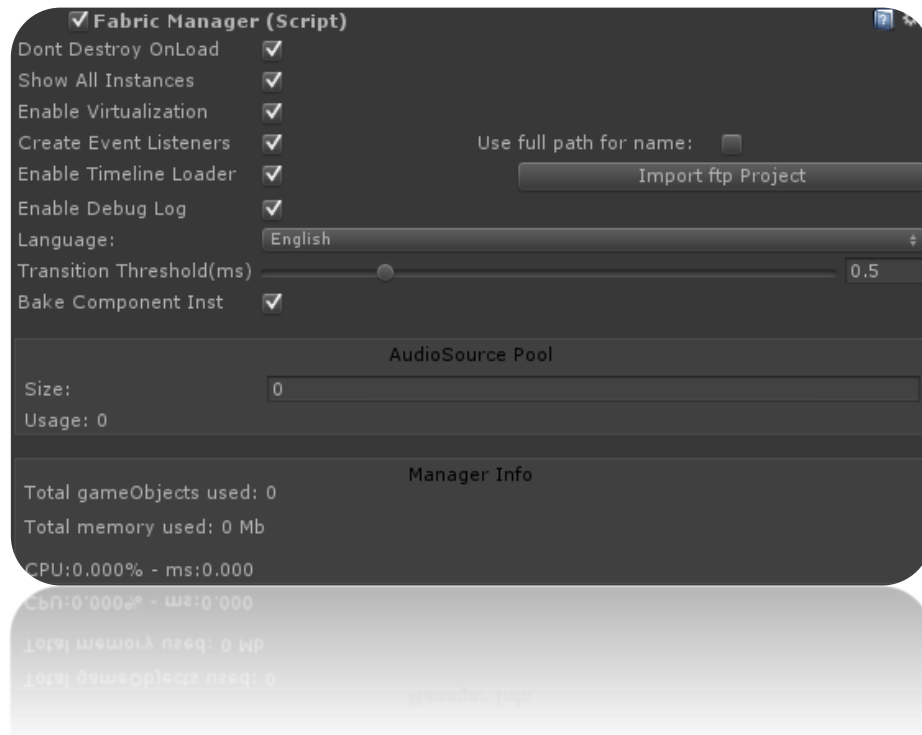 Fabric Manager (Script)
Dont Destroy OnLoad
Show All Instances
Enable Virtualization
Create Event Listeners Use full path for name:
Enable Timeline Loader Import ftp Project
Enable Debug Log
Language: English
Transition Threshold(ms) 0.5
Bake Component Inst
AudioSource Pool
Size: 0
Usage: 0
Manager Info
Total gameObjects used: 0
Total memory used: 0 Mb
CPU:0.000% - ms:0.000